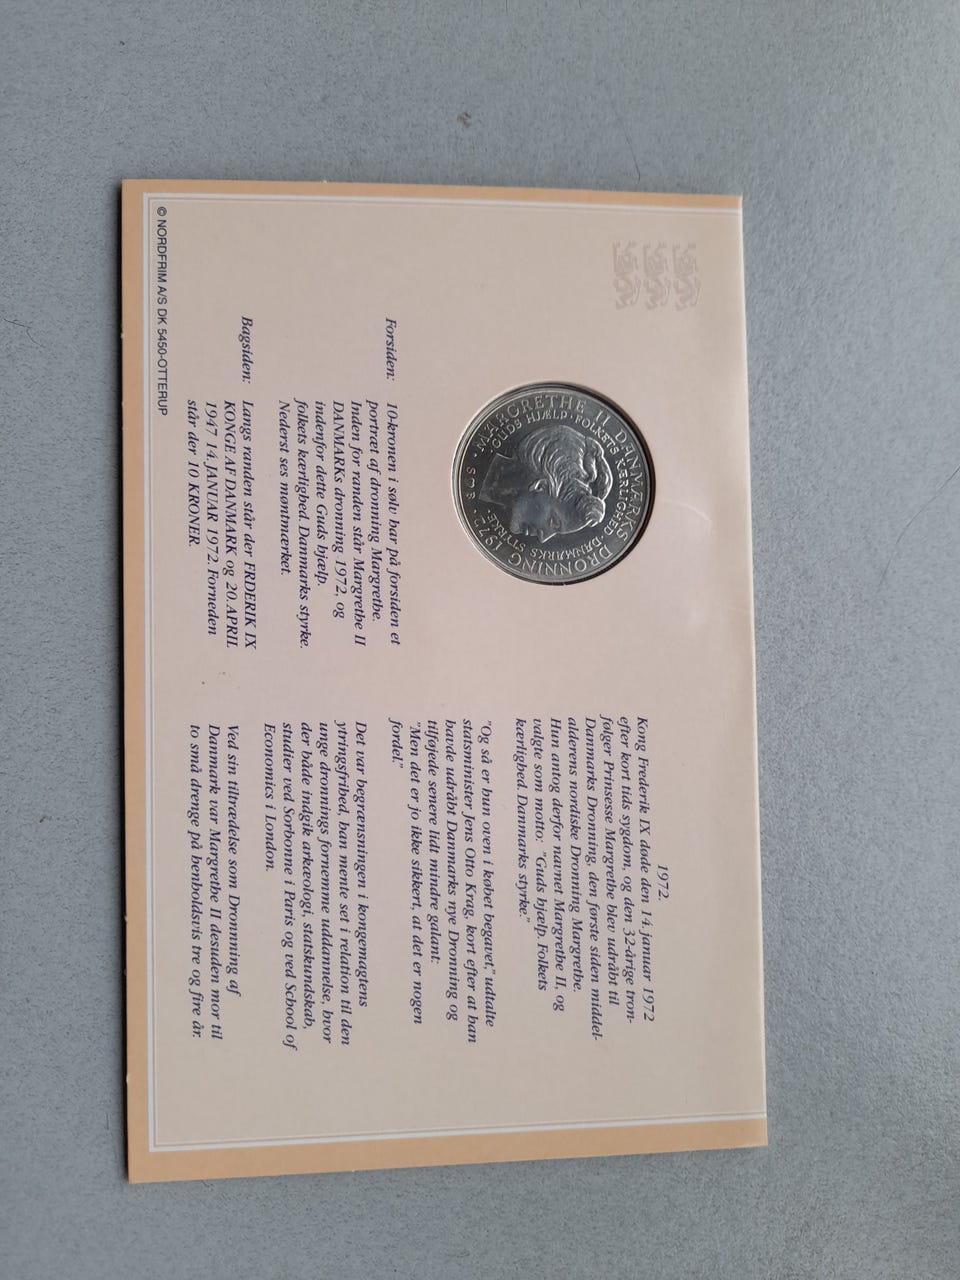 MARGRETHE II DANMARKS DRONNING 1972 ·
GUDS HJÆLP · FOLKETS KÆRLIGHED · DANMARKS STYRKE ·
S ♥ B S
Forsiden: 10-kronen i sølv har på forsiden et
portræt af dronning Margrethe.
Inden for randen står Margrethe II
DANMARKs dronning 1972, og
indenfor dette Guds hjælp.
folkets kærlighed. Danmarks styrke.
Nederst ses møntmærket.
Bagsiden: Langs randen står der FRDERIK IX
KONGE AF DANMARK og 20. APRIL
1947 14.JANUAR 1972. Forneden
står der 10 KRONER.
© NORDFRIM A/S DK 5450-OTTERUP
1972.
Kong Frederik IX døde den 14. januar 1972
efter kort tids sygdom, og den 32-årige tron-
følger Prinsesse Margrethe blev udråbt til
Danmarks Dronning, den første siden middel-
alderens nordiske Dronning Margrethe.
Hun antog derfor navnet Margrethe II, og
valgte som motto: "Guds hjælp. Folkets
kærlighed. Danmarks styrke."
"Og så er hun oven i købet begavet," udtalte
statsminister Jens Otto Krag, kort efter at han
havde udråbt Danmarks nye Dronning og
tilføjede senere lidt mindre galant:
"Men det er jo ikke sikkert, at det er nogen
fordel."
Det var begrænsningen i kongemagtens
ytringsfrihed, han mente set i relation til den
unge dronnings fornemme uddannelse, hvor
der både indgik arkæologi, statskundskab,
studier ved Sorbonne i Paris og ved School of
Economics i London.
Ved sin tiltrædelse som Dronnning af
Danmark var Margrethe II desuden mor til
to små drenge på henholdsvis tre og fire år.